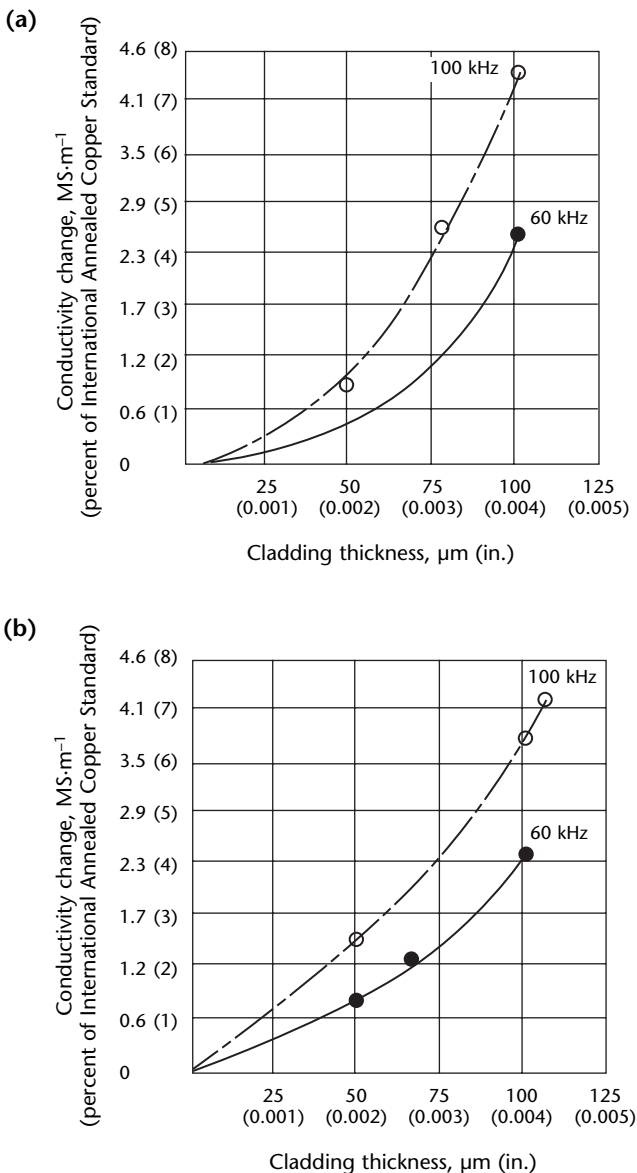 (a)
Conductivity change, MS·m⁻¹
(percent of International Annealed Copper Standard)
4.6 (8)
4.1 (7)
3.5 (6)
2.9 (5)
2.3 (4)
1.7 (3)
1.2 (2)
0.6 (1)
0
100 kHz
60 kHz
25 50 75 100 125
(0.001) (0.002) (0.003) (0.004) (0.005)
Cladding thickness, µm (in.)
(b)
Conductivity change, MS·m⁻¹
(percent of International Annealed Copper Standard)
4.6 (8)
4.1 (7)
3.5 (6)
2.9 (5)
2.3 (4)
1.7 (3)
1.2 (2)
0.6 (1)
0
100 kHz
60 kHz
25 50 75 100 125
(0.001) (0.002) (0.003) (0.004) (0.005)
Cladding thickness, µm (in.)